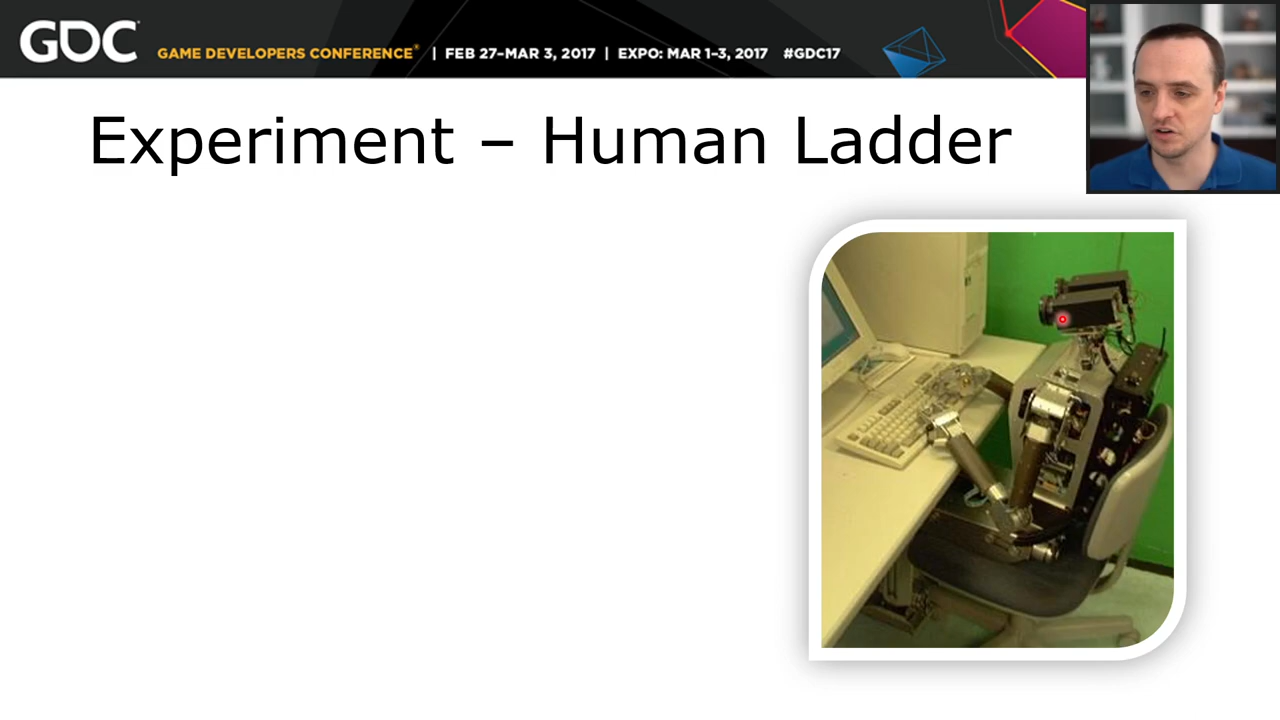 GDC GAME DEVELOPERS CONFERENCE® | FEB 27–MAR 3, 2017 | EXPO: MAR 1–3, 2017 #GDC17
Experiment – Human Ladder